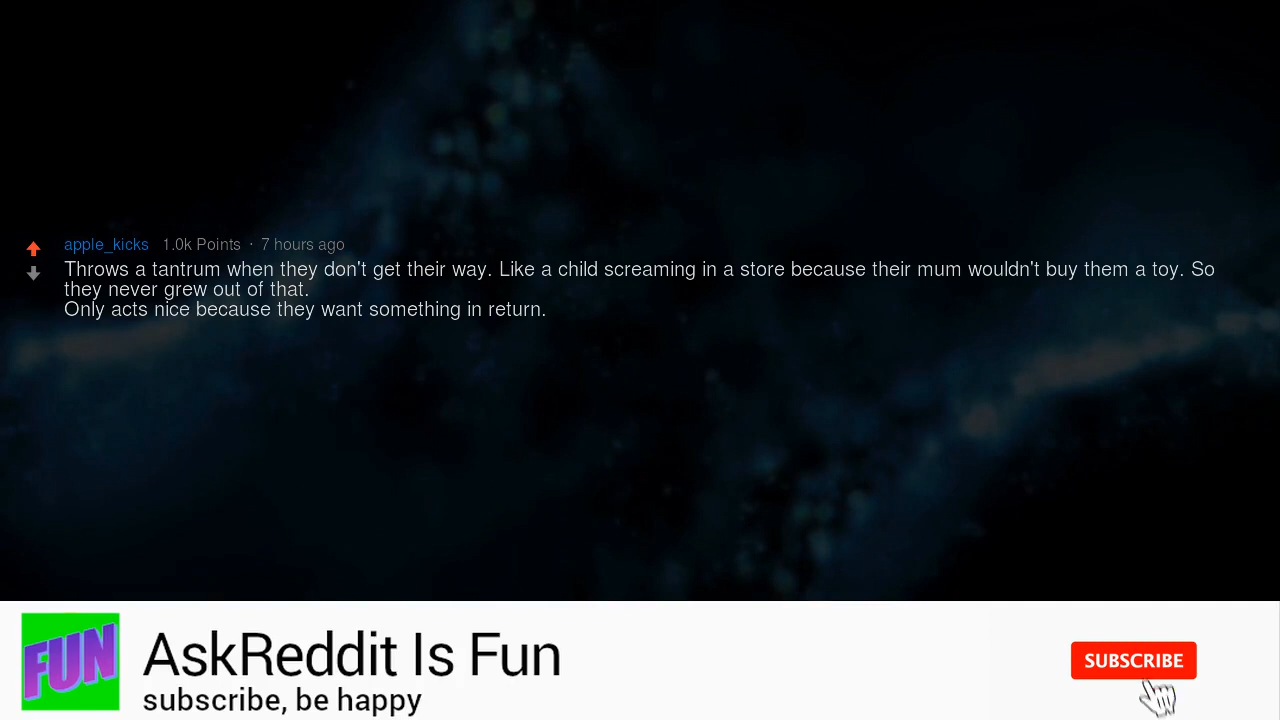 apple_kicks 1.0k Points · 7 hours ago
Throws a tantrum when they don't get their way. Like a child screaming in a store because their mum wouldn't buy them a toy. So
they never grew out of that.
Only acts nice because they want something in return.
FUN
AskReddit Is Fun
subscribe, be happy
SUBSCRIBE